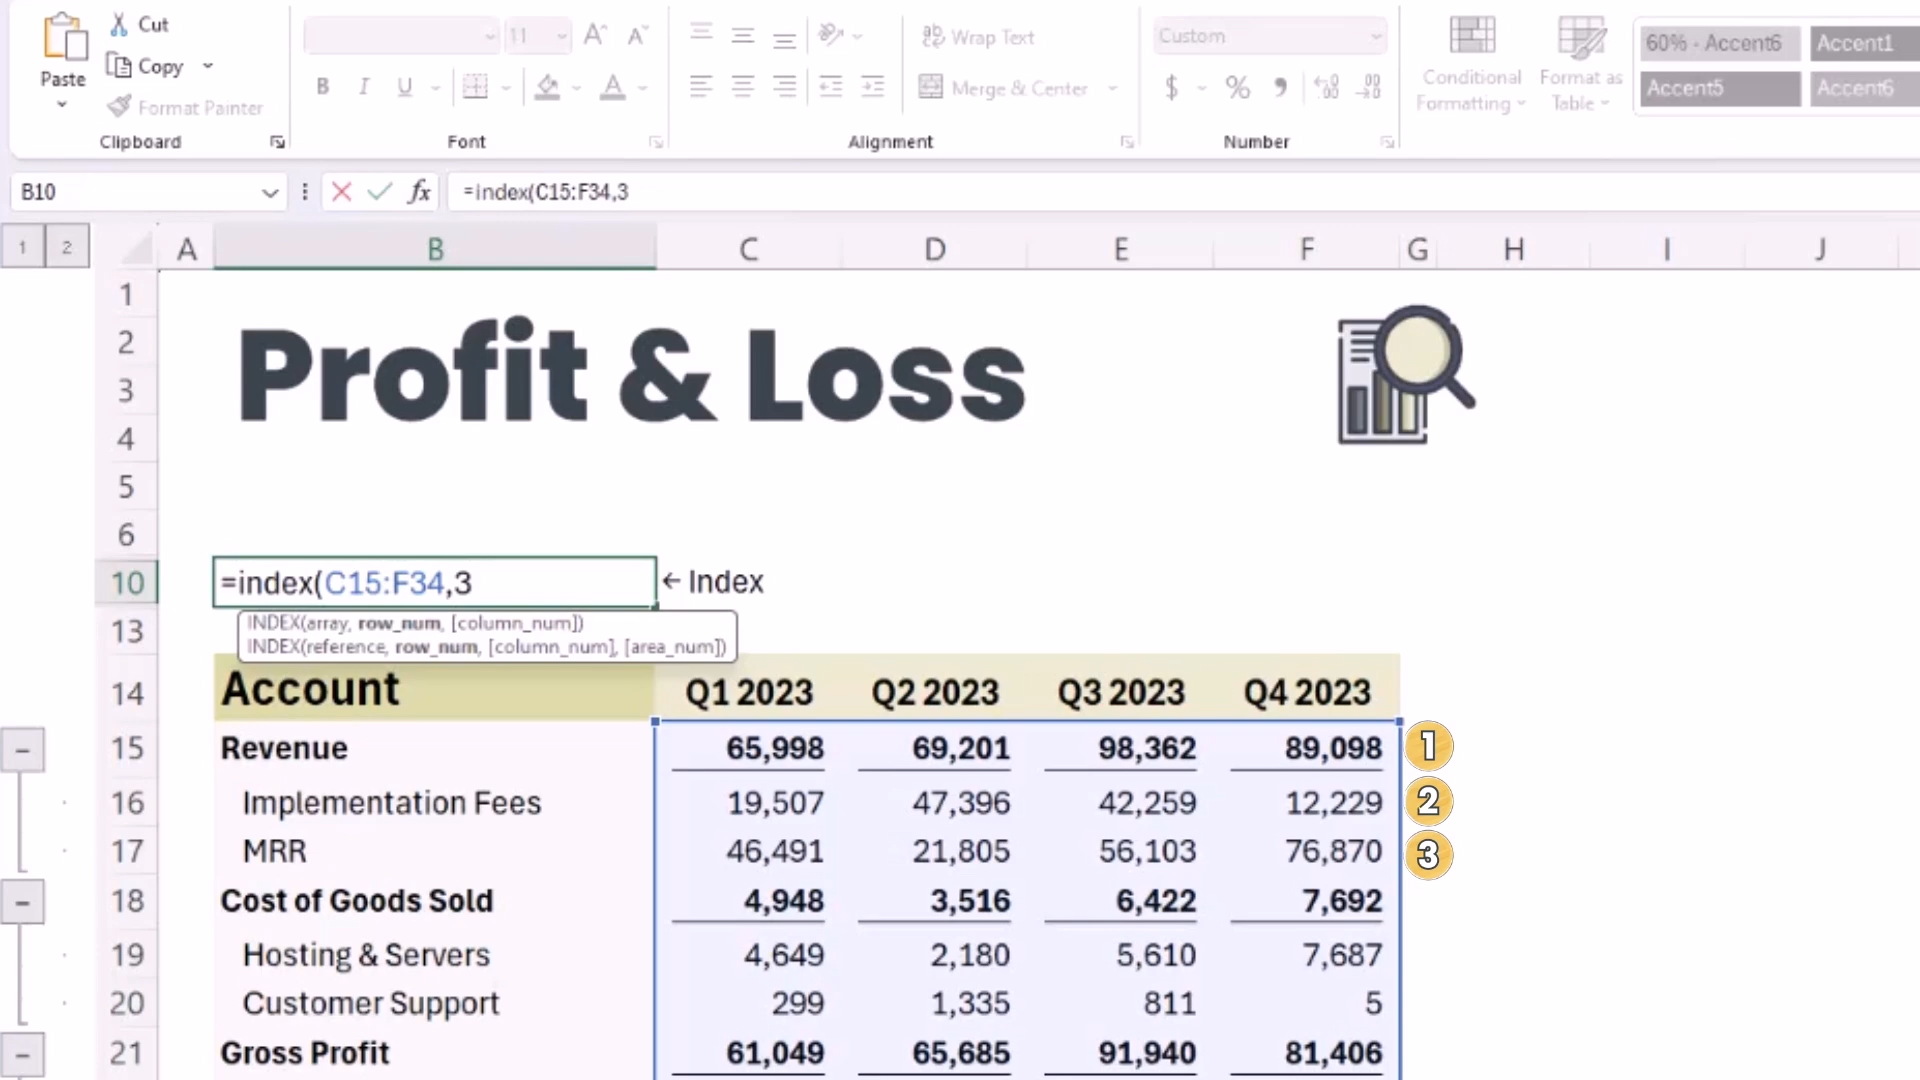 Cut
Copy
Format Painter
Paste
Clipboard
11
B I U
Font
Wrap Text
Merge & Center
Alignment
Custom
$ %
Number
Conditional Formatting
Format as Table
60% - Accent6
Accent1
Accent5
Accent6
B10
fx
=index(C15:F34,3
1 2
A B C D E F G H I J
1
2
3
4
5
6
Profit & Loss
10 =index(C15:F34,3 ← Index
13
INDEX(array, row_num, [column_num])
INDEX(reference, row_num, [column_num], [area_num])
14 Account Q1 2023 Q2 2023 Q3 2023 Q4 2023
15 Revenue 65,998 69,201 98,362 89,098 1
16 Implementation Fees 19,507 47,396 42,259 12,229 2
17 MRR 46,491 21,805 56,103 76,870 3
18 Cost of Goods Sold 4,948 3,516 6,422 7,692
19 Hosting & Servers 4,649 2,180 5,610 7,687
20 Customer Support 299 1,335 811 5
21 Gross Profit 61,049 65,685 91,940 81,406